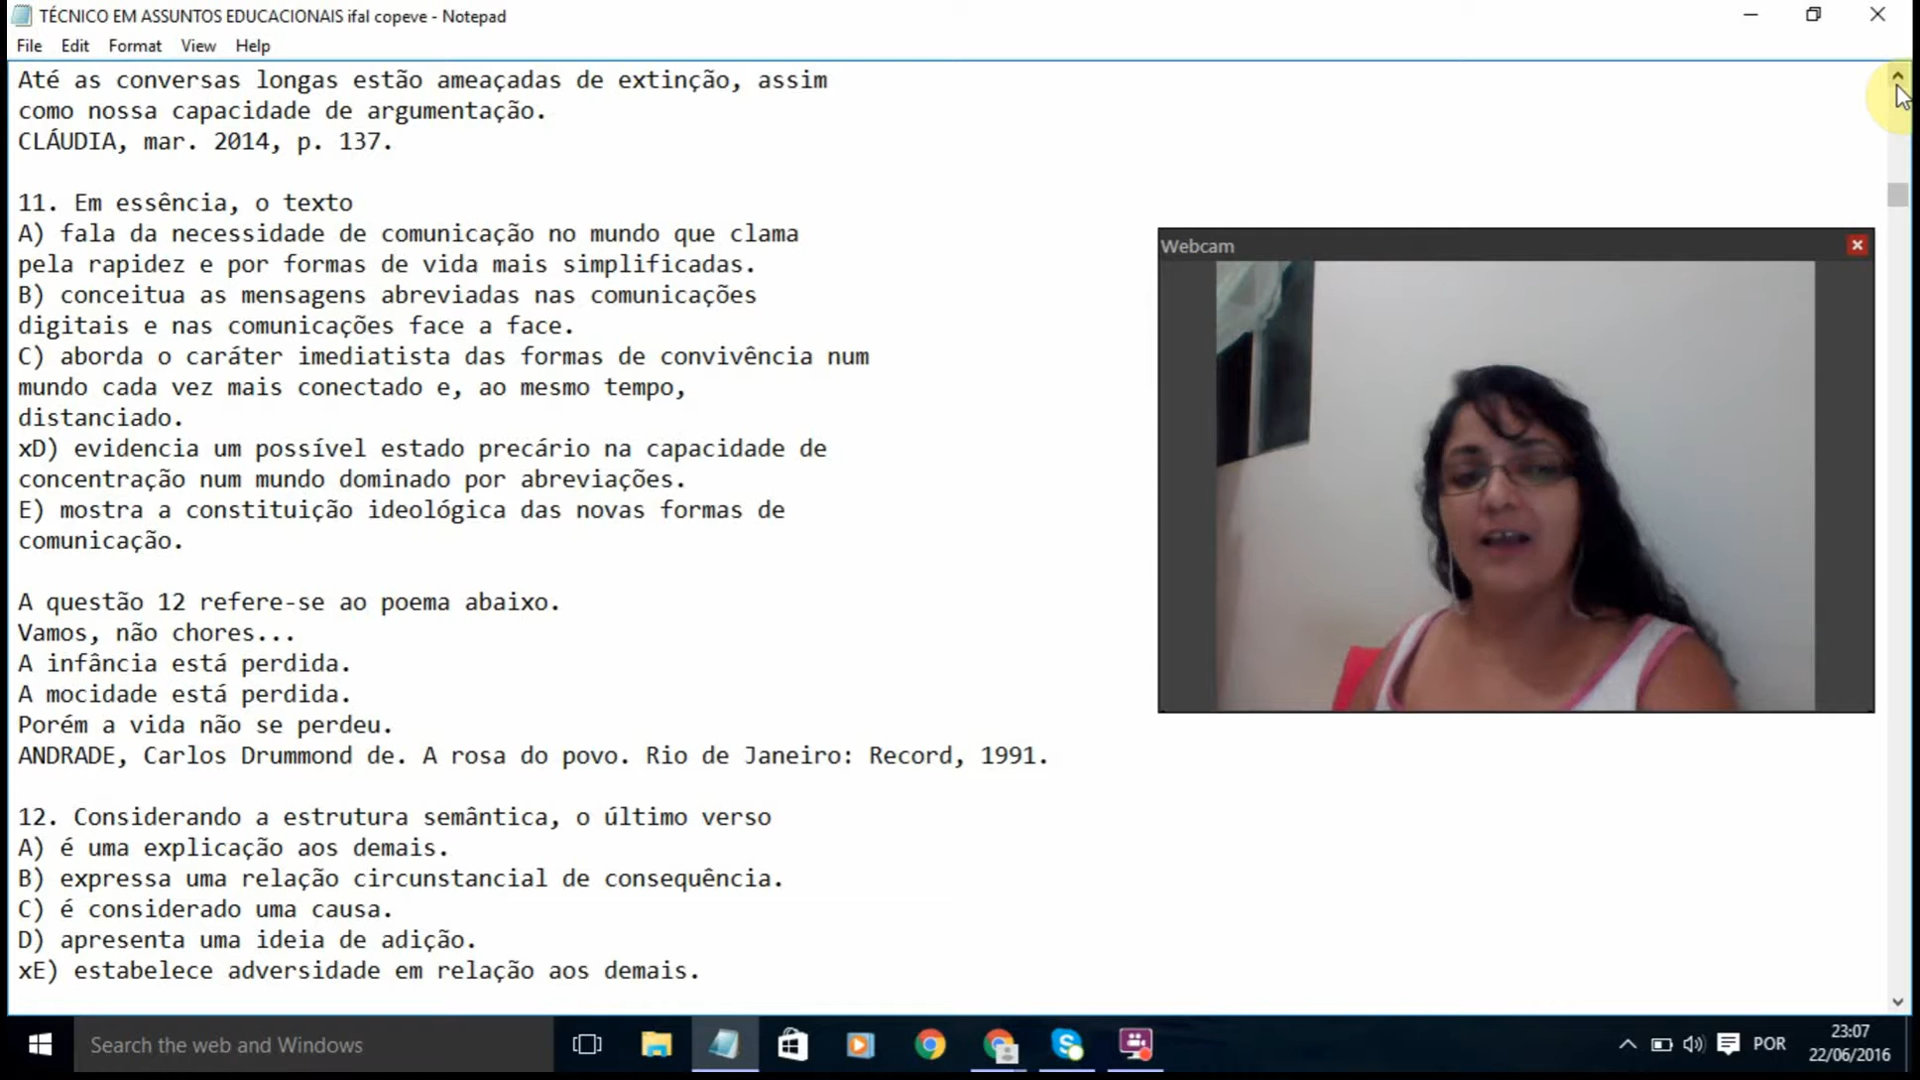 TÉCNICO EM ASSUNTOS EDUCACIONAIS ifal copeve - Notepad
File Edit Format View Help
Até as conversas longas estão ameaçadas de extinção, assim
como nossa capacidade de argumentação.
CLÁUDIA, mar. 2014, p. 137.
11. Em essência, o texto
A) fala da necessidade de comunicação no mundo que clama
pela rapidez e por formas de vida mais simplificadas.
B) conceitua as mensagens abreviadas nas comunicações
digitais e nas comunicações face a face.
C) aborda o caráter imediatista das formas de convivência num
mundo cada vez mais conectado e, ao mesmo tempo,
distanciado.
xD) evidencia um possível estado precário na capacidade de
concentração num mundo dominado por abreviações.
E) mostra a constituição ideológica das novas formas de
comunicação.
A questão 12 refere-se ao poema abaixo.
Vamos, não chores...
A infância está perdida.
A mocidade está perdida.
Porém a vida não se perdeu.
ANDRADE, Carlos Drummond de. A rosa do povo. Rio de Janeiro: Record, 1991.
12. Considerando a estrutura semântica, o último verso
A) é uma explicação aos demais.
B) expressa uma relação circunstancial de consequência.
C) é considerado uma causa.
D) apresenta uma ideia de adição.
xE) estabelece adversidade em relação aos demais.
Webcam
Search the web and Windows
POR
23:07
22/06/2016